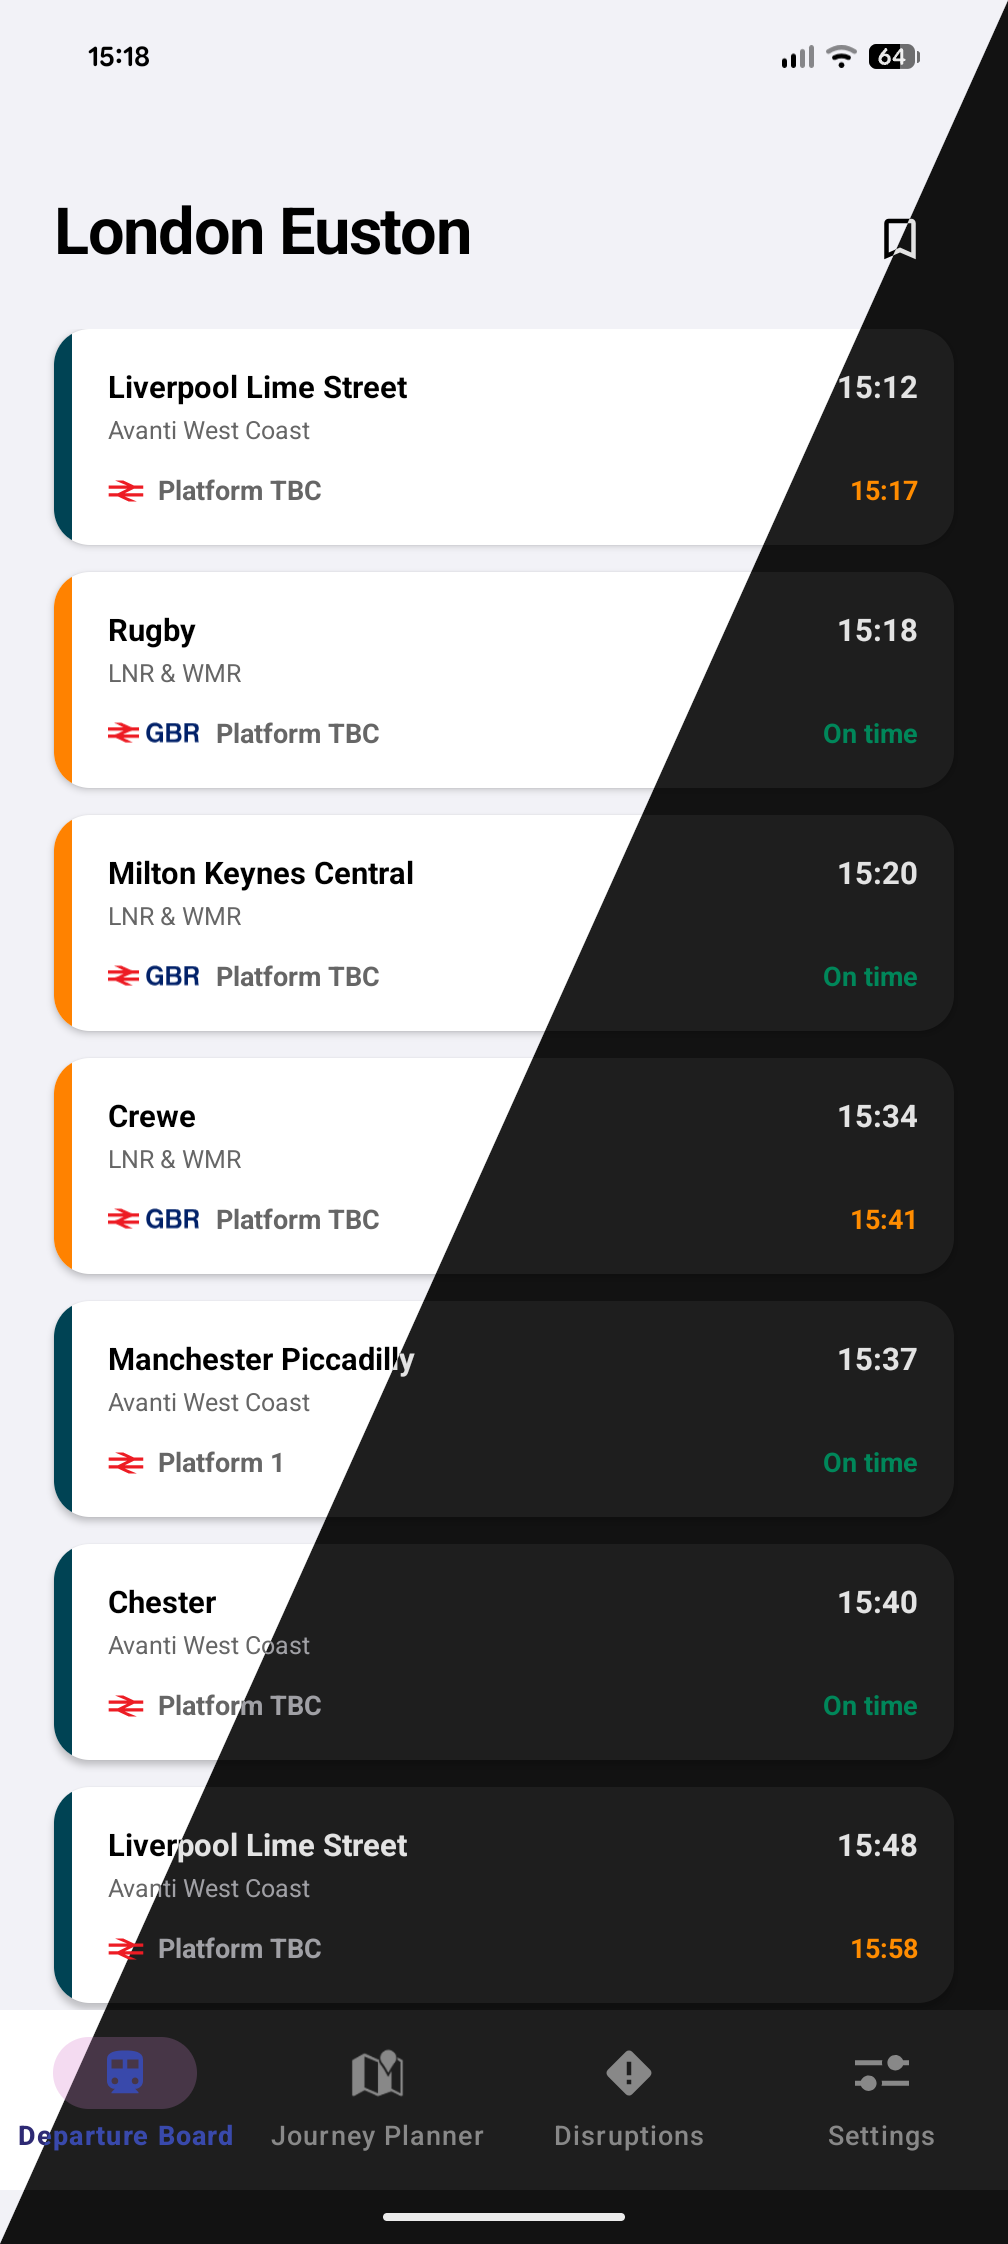 15:18
64
London Euston
Liverpool Lime Street 15:12
Avanti West Coast
Platform TBC 15:17
Rugby 15:18
LNR & WMR
GBR Platform TBC On time
Milton Keynes Central 15:20
LNR & WMR
GBR Platform TBC On time
Crewe 15:34
LNR & WMR
GBR Platform TBC 15:41
Manchester Piccadilly 15:37
Avanti West Coast
Platform 1 On time
Chester 15:40
Avanti West Coast
Platform TBC On time
Liverpool Lime Street 15:48
Avanti West Coast
Platform TBC 15:58
Departure Board Journey Planner Disruptions Settings